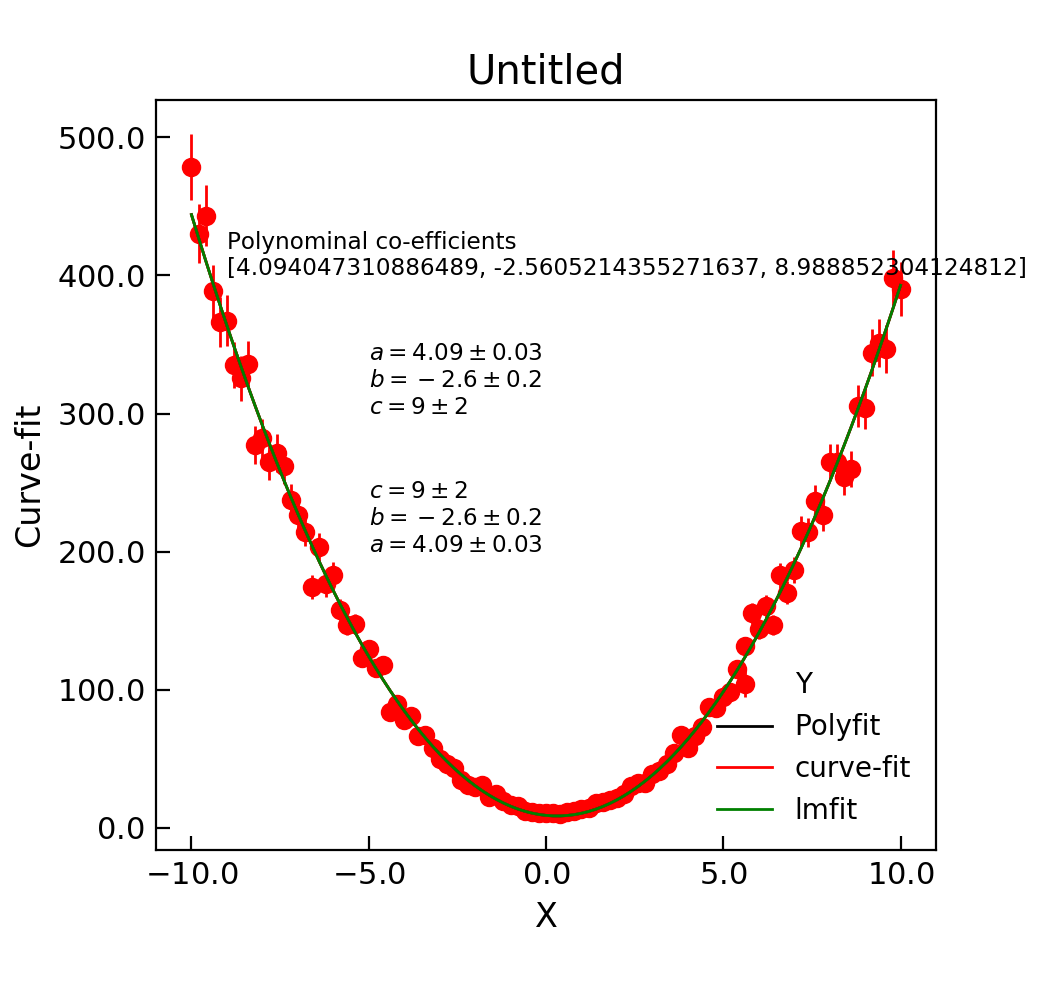 Untitled
500.0
400.0
300.0
200.0
100.0
0.0
Curve-fit
Polynominal co-efficients
[4.094047310886489, -2.5605214355271637, 8.988852304124812]
a = 4.09 ± 0.03
b = − 2.6 ± 0.2
c = 9 ± 2
c = 9 ± 2
b = − 2.6 ± 0.2
a = 4.09 ± 0.03
Y
Polyfit
curve-fit
lmfit
−10.0 −5.0 0.0 5.0 10.0
X